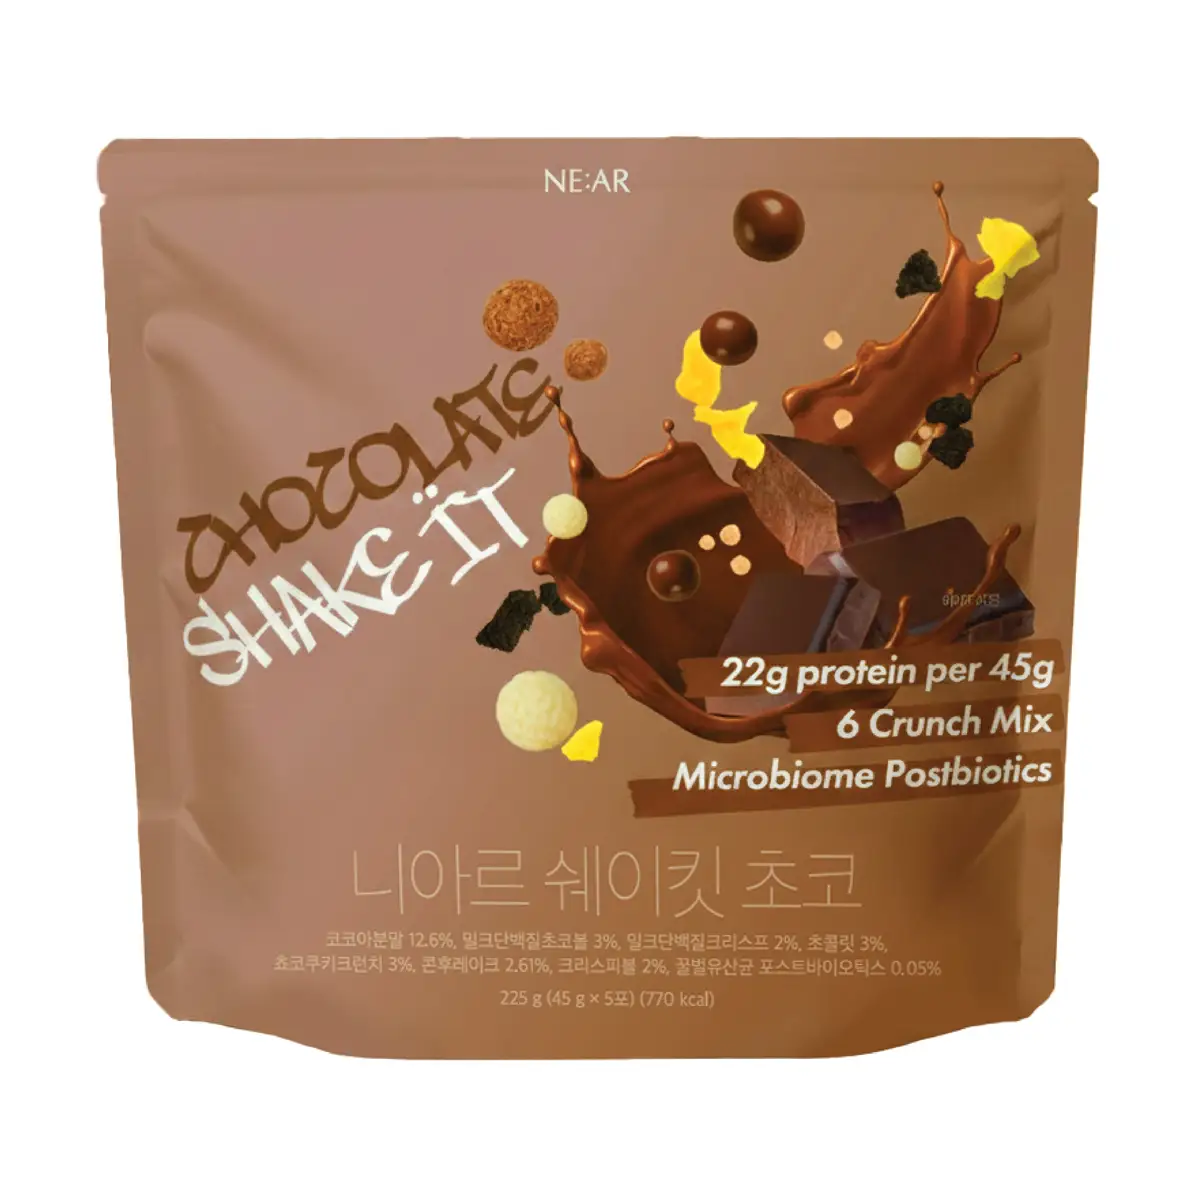 NE:AR
CHOCOLATE
SHAKE ÏT
22g protein per 45g
6 Crunch Mix
Microbiome Postbiotics
니아르 쉐이킷 초코
코코아분말 12.6%, 밀크단백질초코볼 3%, 밀크단백질크리스프 2%, 초콜릿 3%,
쵸코쿠키크런치 3%, 콘후레이크 2.61%, 크리스피볼 2%, 꿀벌유산균 포스트바이오틱스 0.05%
225 g (45 g × 5포) (770 kcal)